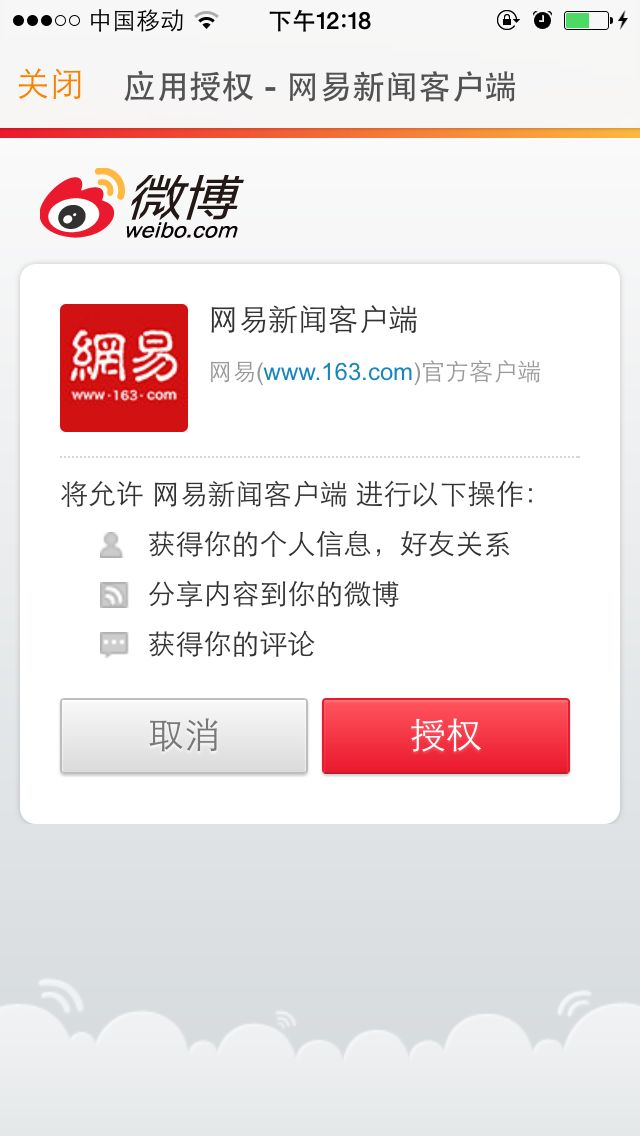 中国移动 下午12:18
关闭 应用授权 - 网易新闻客户端
微博
weibo.com
網易
www·163·com
网易新闻客户端
网易(www.163.com)官方客户端
将允许 网易新闻客户端 进行以下操作：
获得你的个人信息，好友关系
分享内容到你的微博
获得你的评论
取消 授权